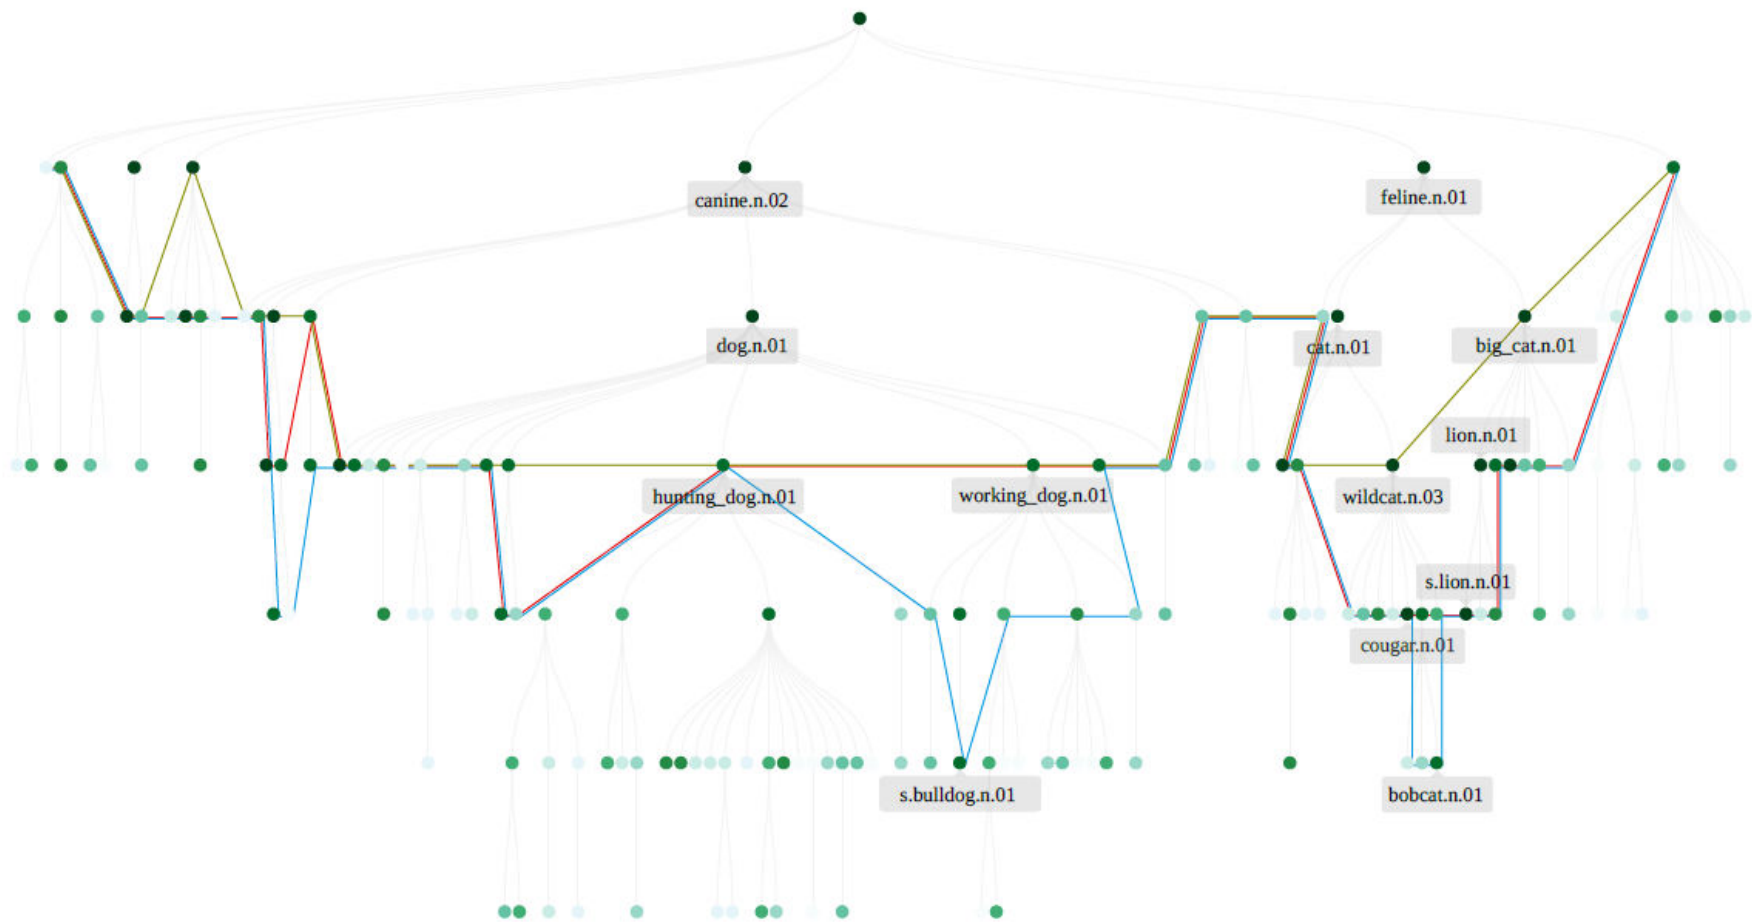 canine.n.02
feline.n.01
dog.n.01
cat.n.01
big_cat.n.01
lion.n.01
hunting_dog.n.01
working_dog.n.01
wildcat.n.03
s.lion.n.01
cougar.n.01
s.bulldog.n.01
bobcat.n.01